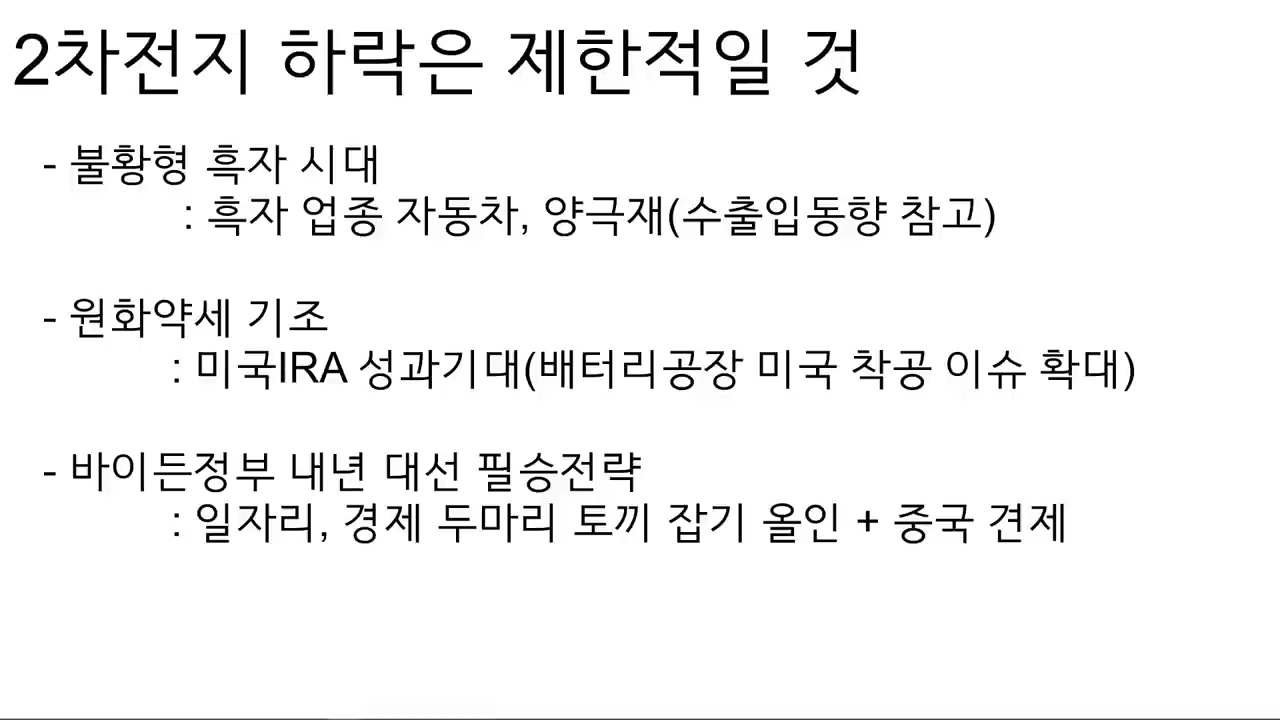 2차전지 하락은 제한적일 것
- 불황형 흑자 시대
: 흑자 업종 자동차, 양극재(수출입동향 참고)
- 원화약세 기조
: 미국IRA 성과기대(배터리공장 미국 착공 이슈 확대)
- 바이든정부 내년 대선 필승전략
: 일자리, 경제 두마리 토끼 잡기 올인 + 중국 견제